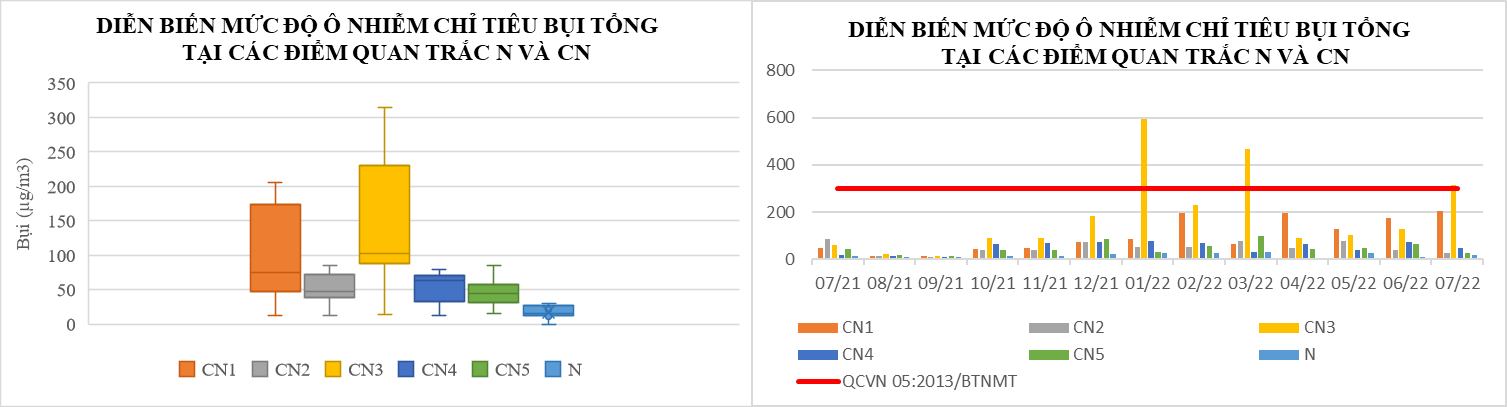 DIỄN BIẾN MỨC ĐỘ Ô NHIỄM CHỈ TIÊU BỤI TỔNG
TẠI CÁC ĐIỂM QUAN TRẮC N VÀ CN
350
300
250
200
150
100
50
0
Bụi (µg/m3)
CN1 CN2 CN3 CN4 CN5 N
DIỄN BIẾN MỨC ĐỘ Ô NHIỄM CHỈ TIÊU BỤI TỔNG
TẠI CÁC ĐIỂM QUAN TRẮC N VÀ CN
800
600
400
200
0
07/21 08/21 09/21 10/21 11/21 12/21 01/22 02/22 03/22 04/22 05/22 06/22 07/22
CN1 CN2 CN3
CN4 CN5 N
QCVN 05:2013/BTNMT